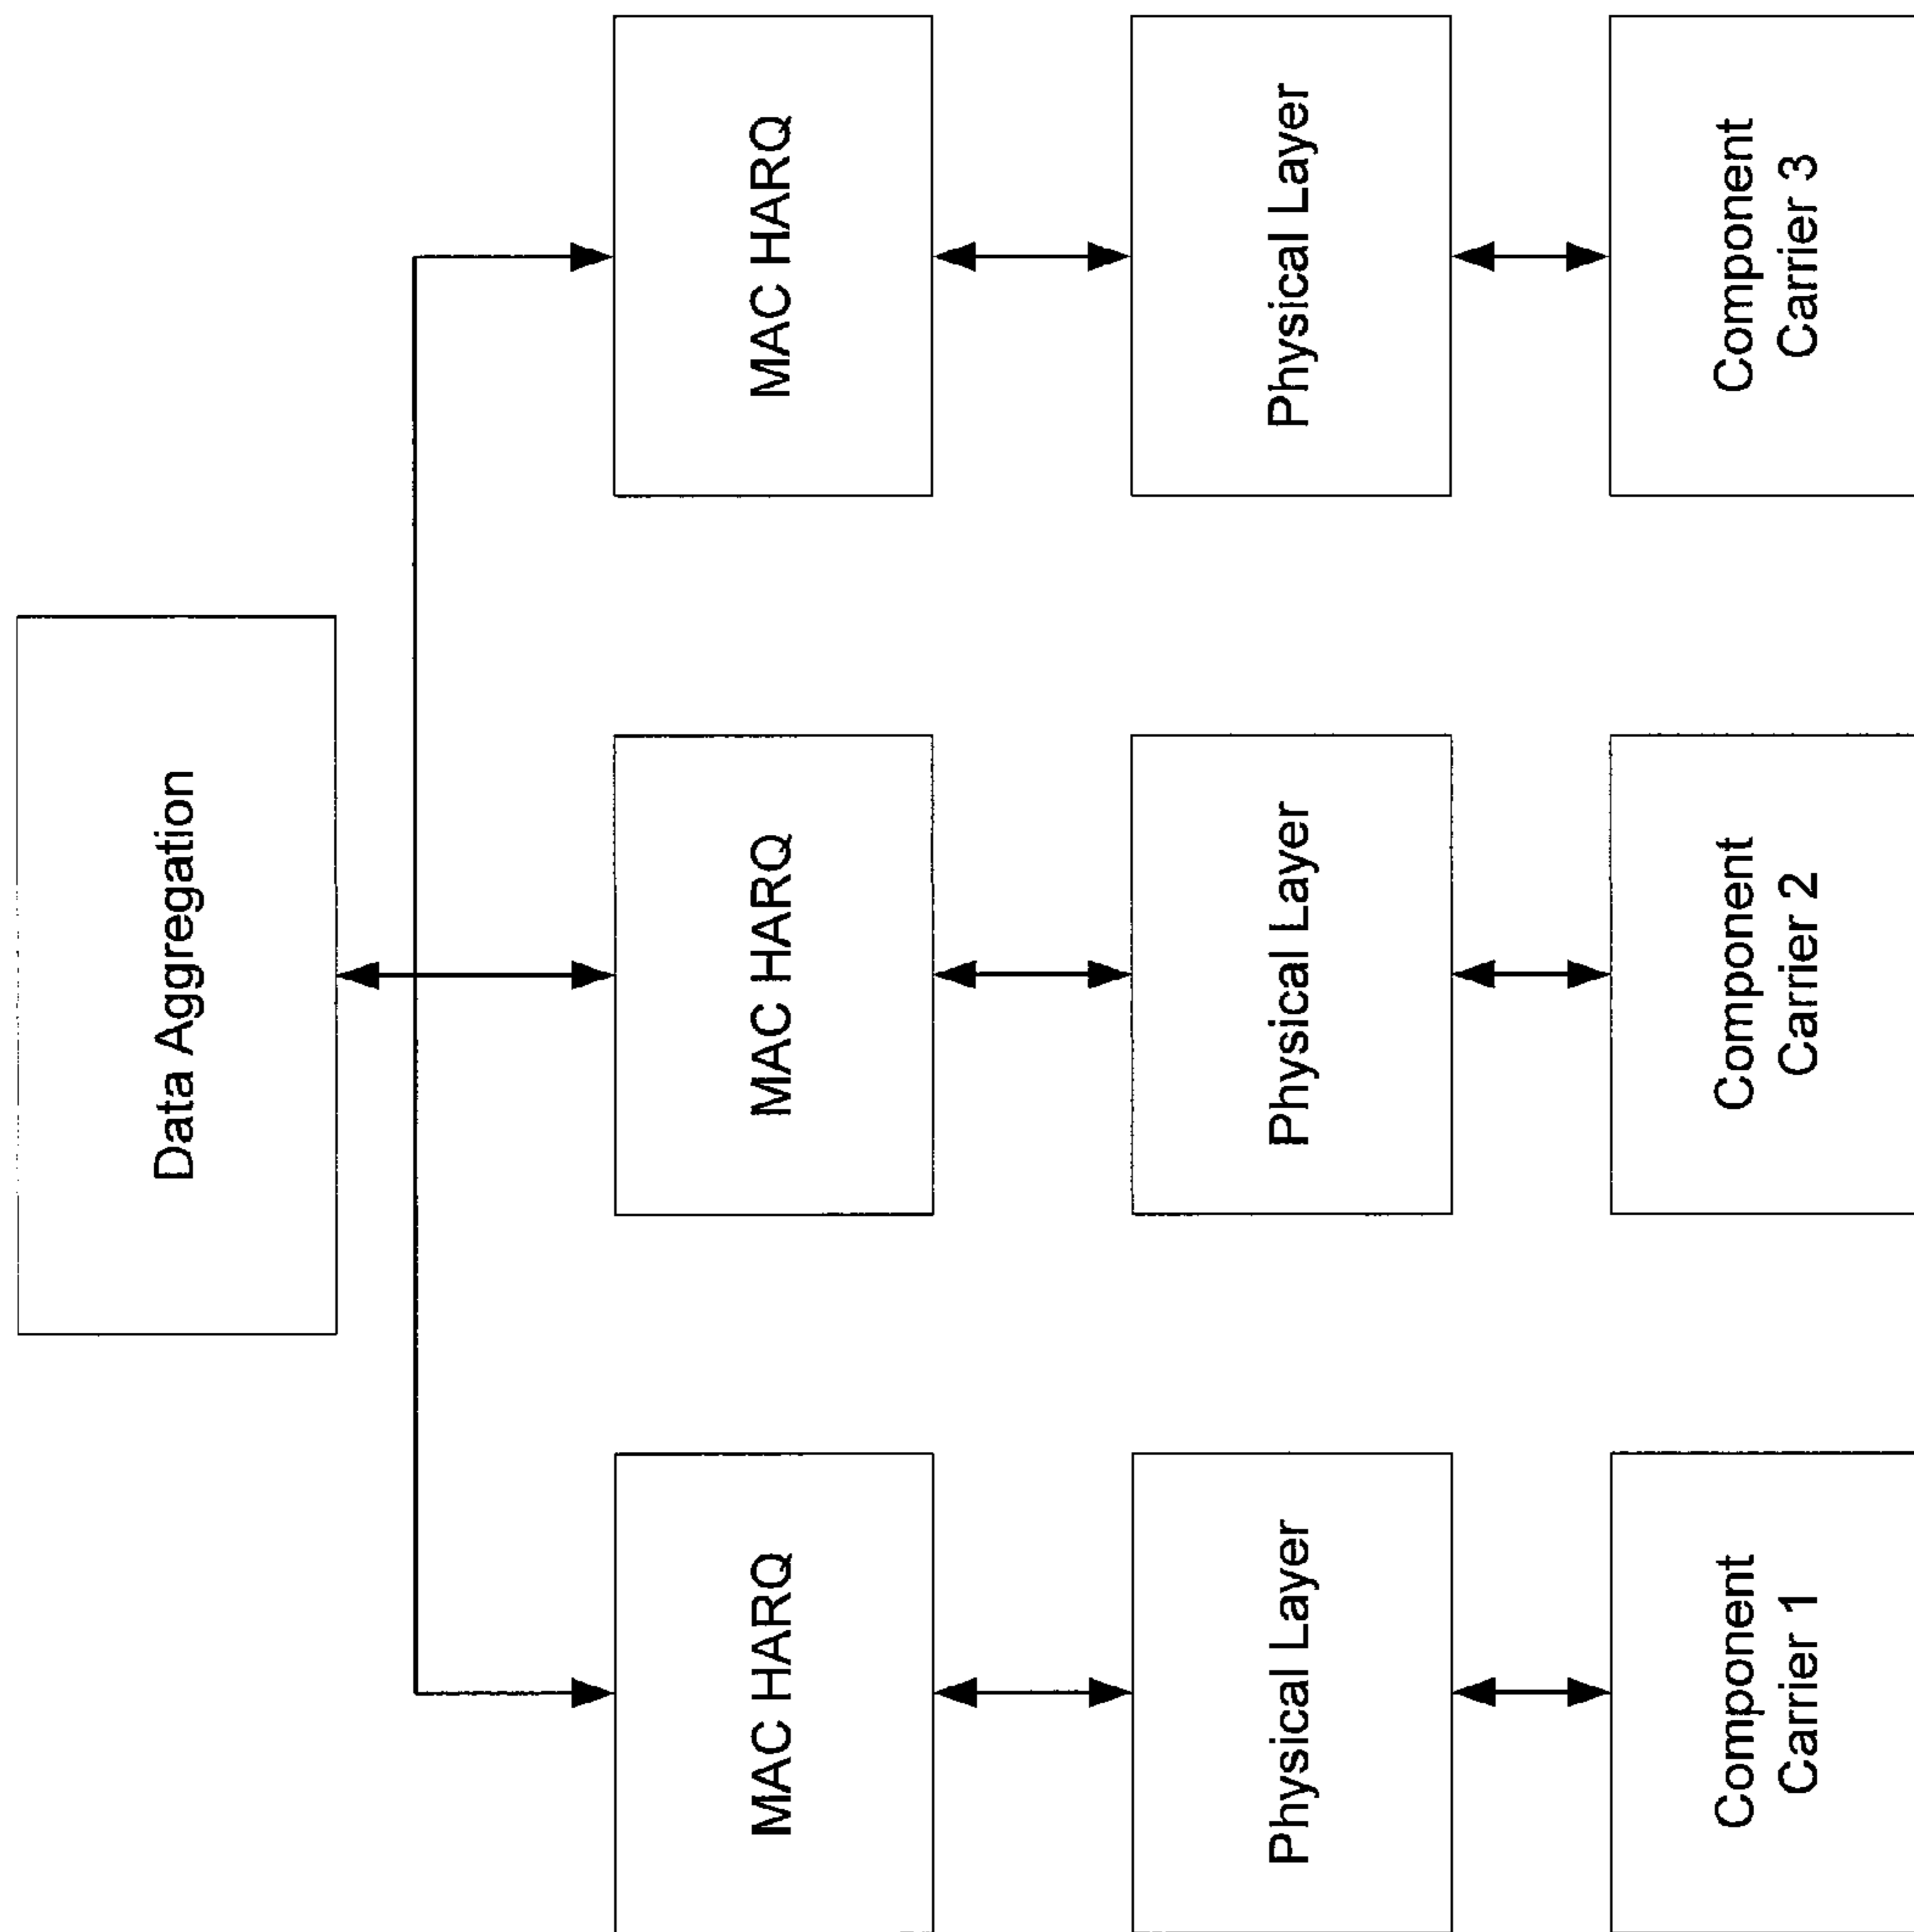 Data Aggregation
MAC HARQ
MAC HARQ
MAC HARQ
Physical Layer
Physical Layer
Physical Layer
Component
Carrier 1
Component
Carrier 2
Component
Carrier 3